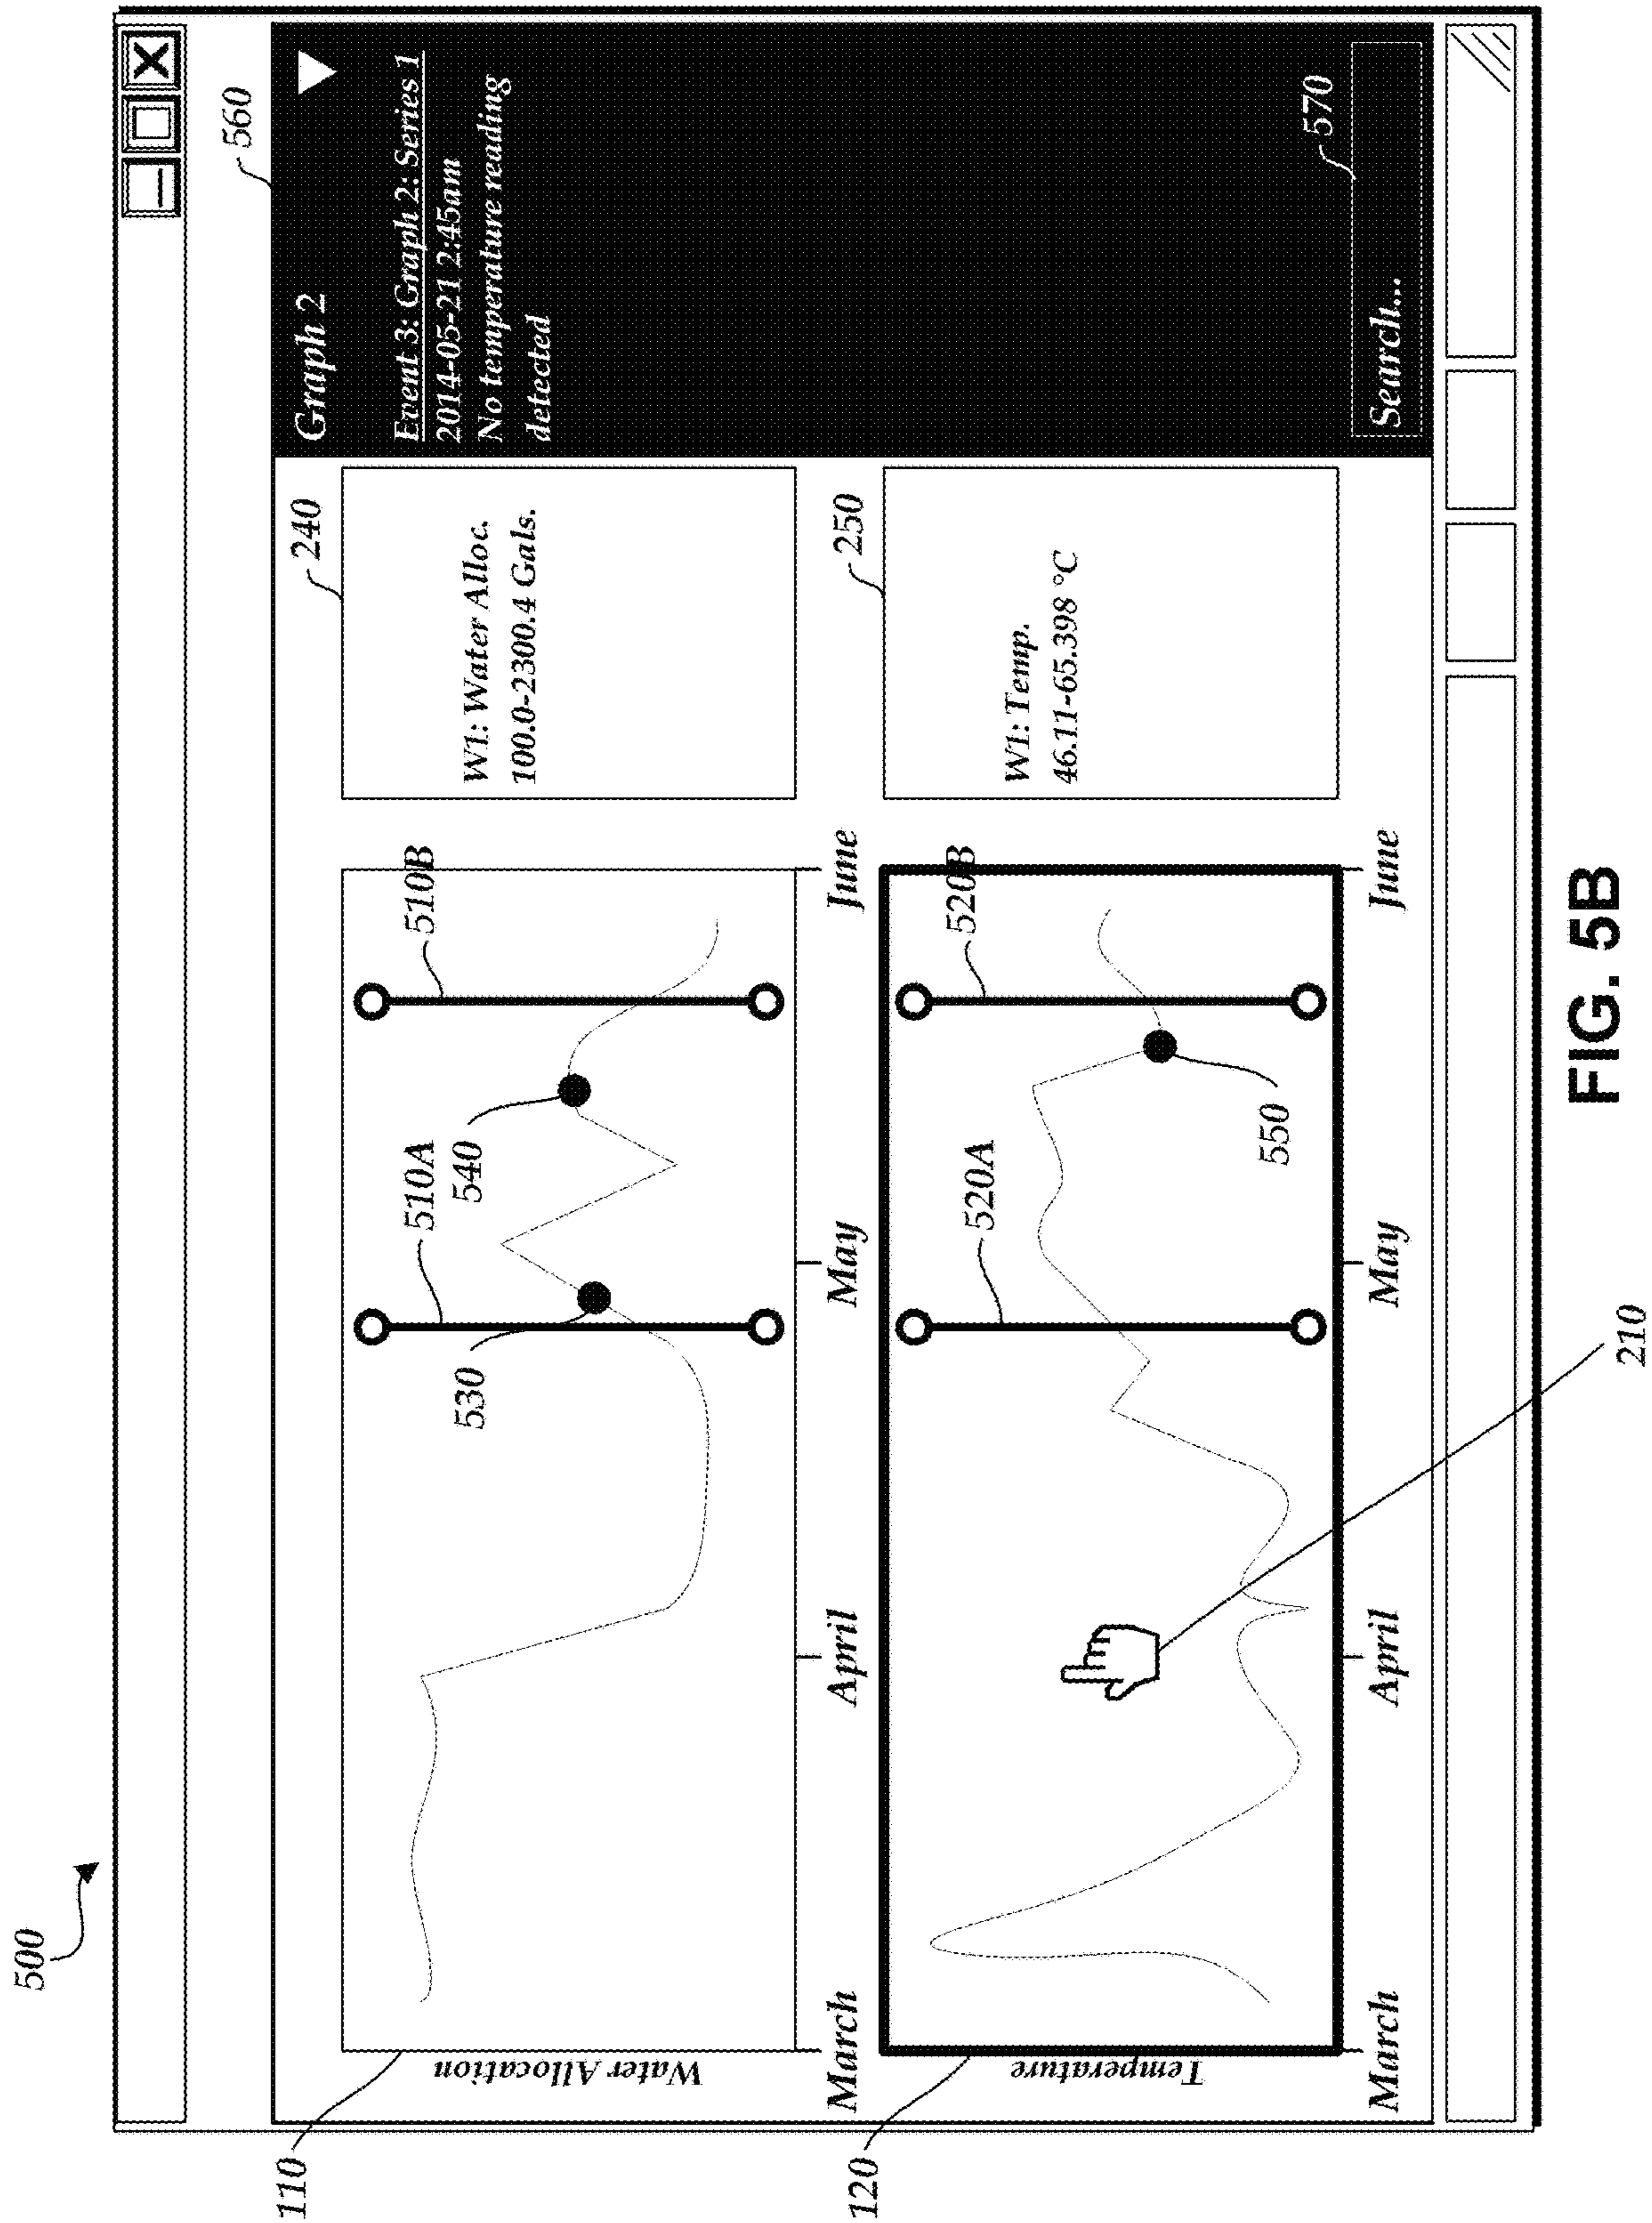 500
560
Graph 2
Event 3: Graph 2: Series 1
2014-05-21 2:45am
No temperature reading
detected
Search...
570
110
Water Allocation
510A
510B
530
540
March
April
May
June
240
W1: Water Alloc.
100.0-2300.4 Gals.
120
Temperature
520A
520B
550
March
April
May
June
250
W1: Temp.
46.11-65.398 °C
210
FIG. 5B